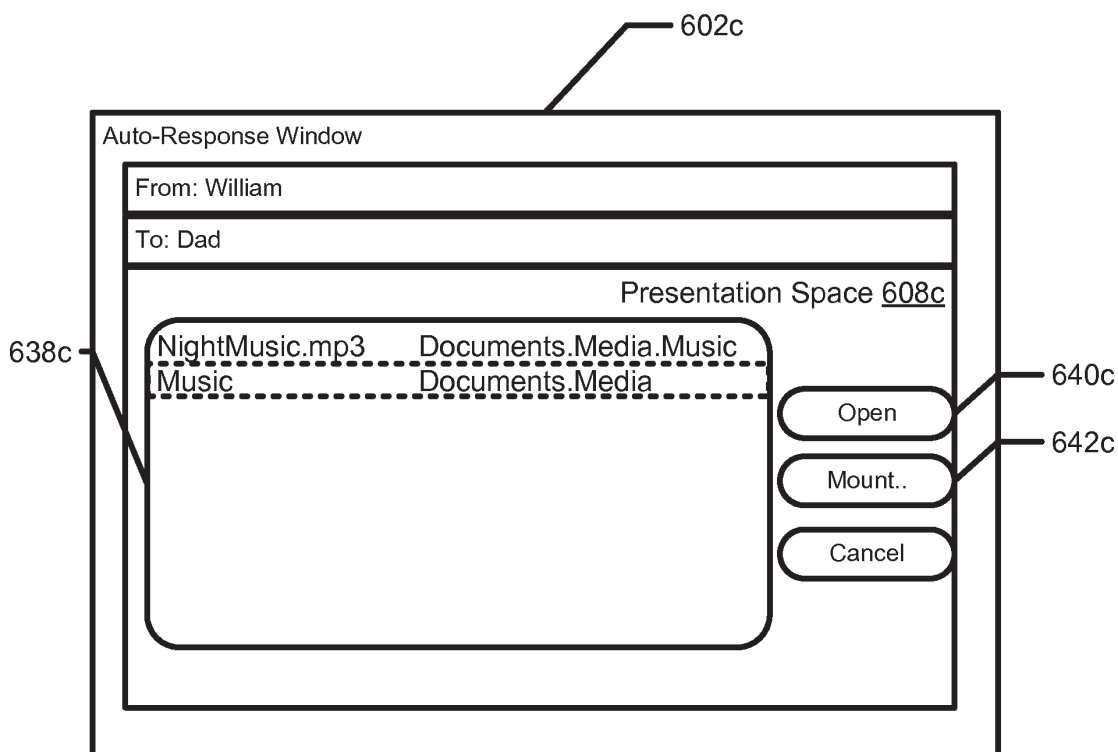 602c
Auto-Response Window
From: William
To: Dad
Presentation Space 608c
638c
NightMusic.mp3 Documents.Media.Music
Music Documents.Media
640c
Open
642c
Mount..
Cancel